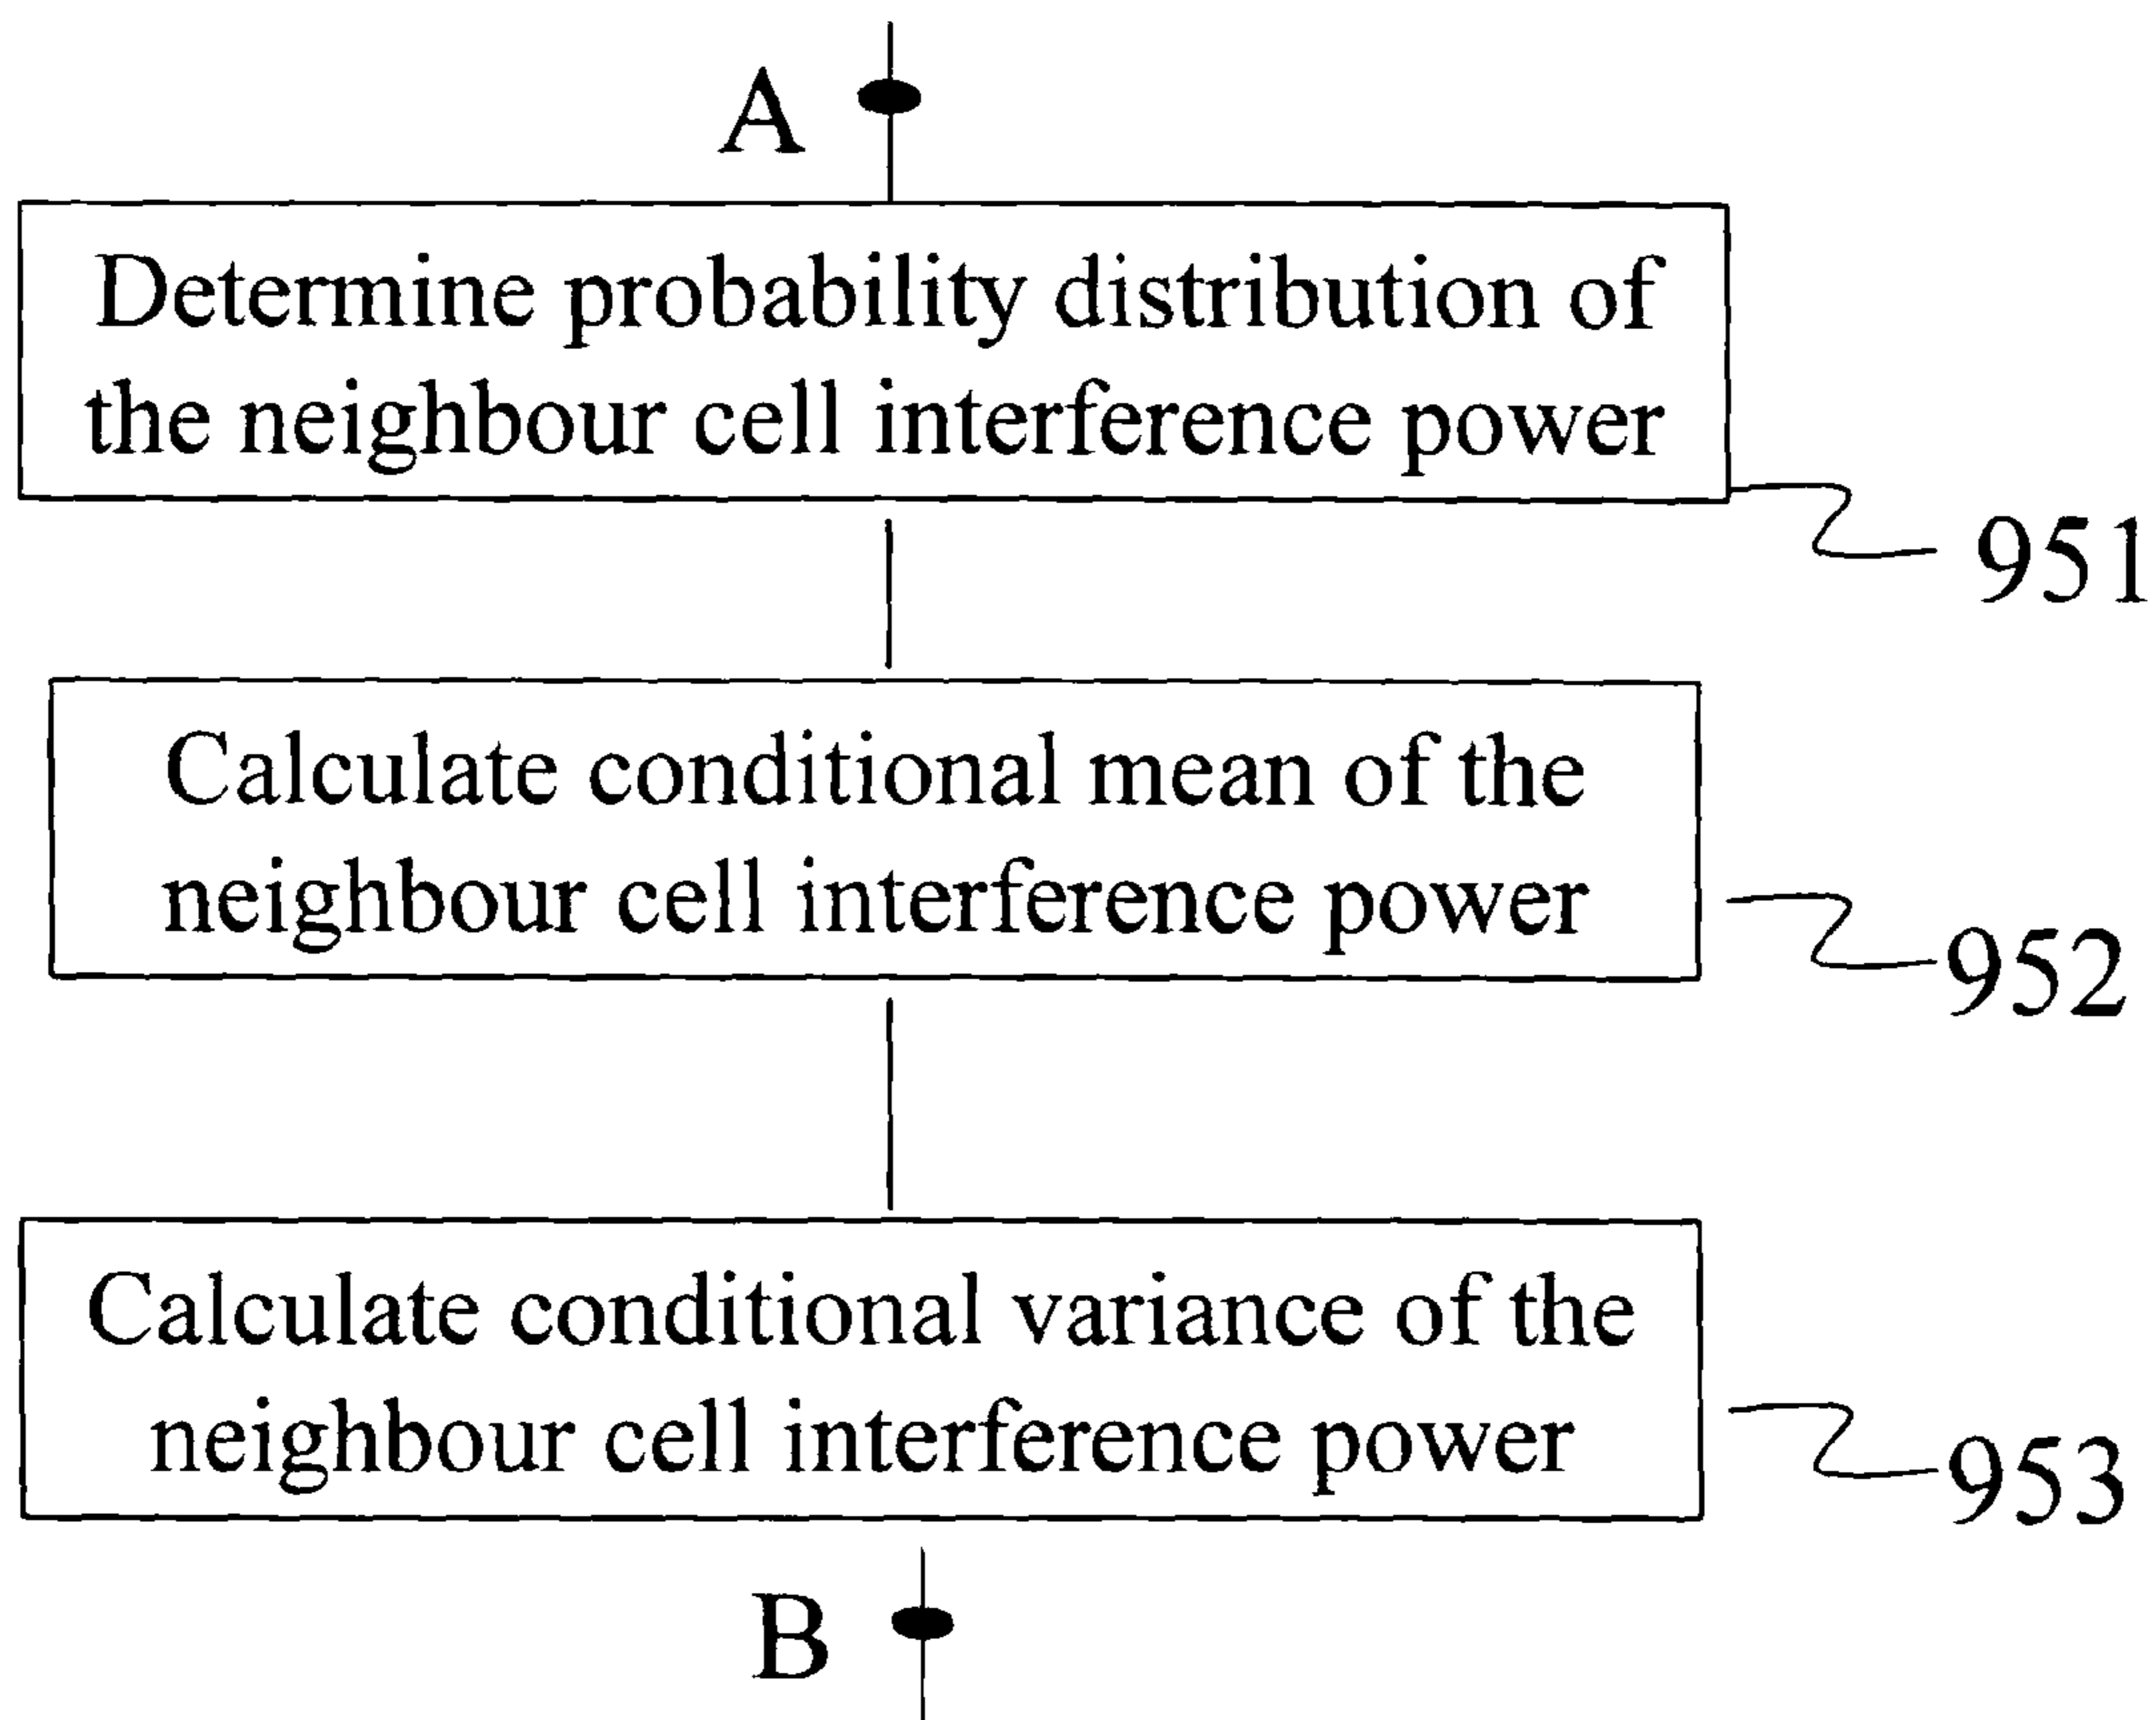 A
Determine probability distribution of
the neighbour cell interference power
951
Calculate conditional mean of the
neighbour cell interference power
952
Calculate conditional variance of the
neighbour cell interference power
953
B